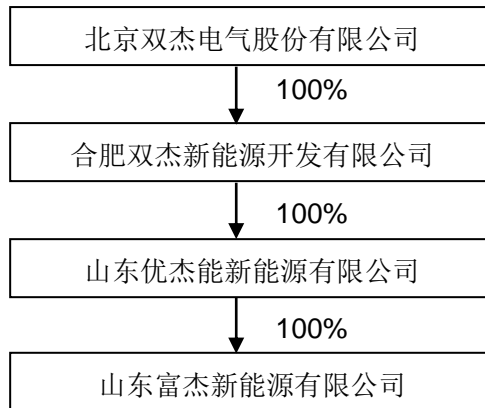 北京双杰电气股份有限公司
100%
合肥双杰新能源开发有限公司
100%
山东优杰能新能源有限公司
100%
山东富杰新能源有限公司